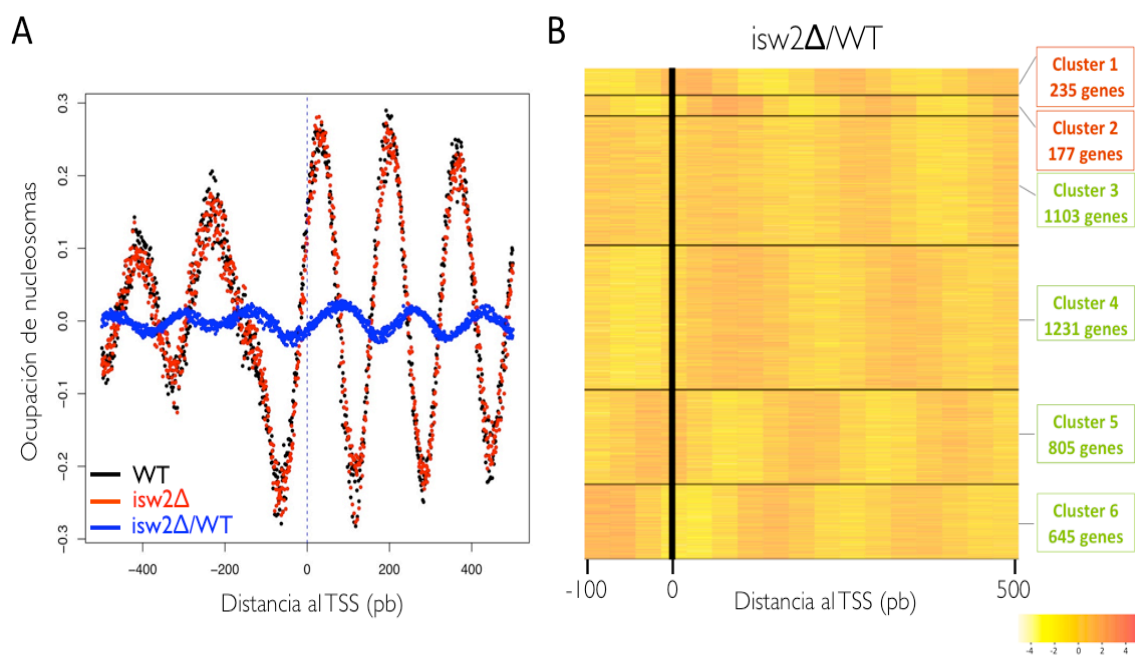 A
Ocupación de nucleosomas
0.3
0.2
0.1
0.0
−0.1
−0.2
−0.3
WT
isw2Δ
isw2Δ/WT
−400
−200
0
200
400
Distancia al TSS (pb)
B
isw2Δ/WT
Cluster 1
235 genes
Cluster 2
177 genes
Cluster 3
1103 genes
Cluster 4
1231 genes
Cluster 5
805 genes
Cluster 6
645 genes
-100
0
500
Distancia al TSS (pb)
-4
-2
0
2
4